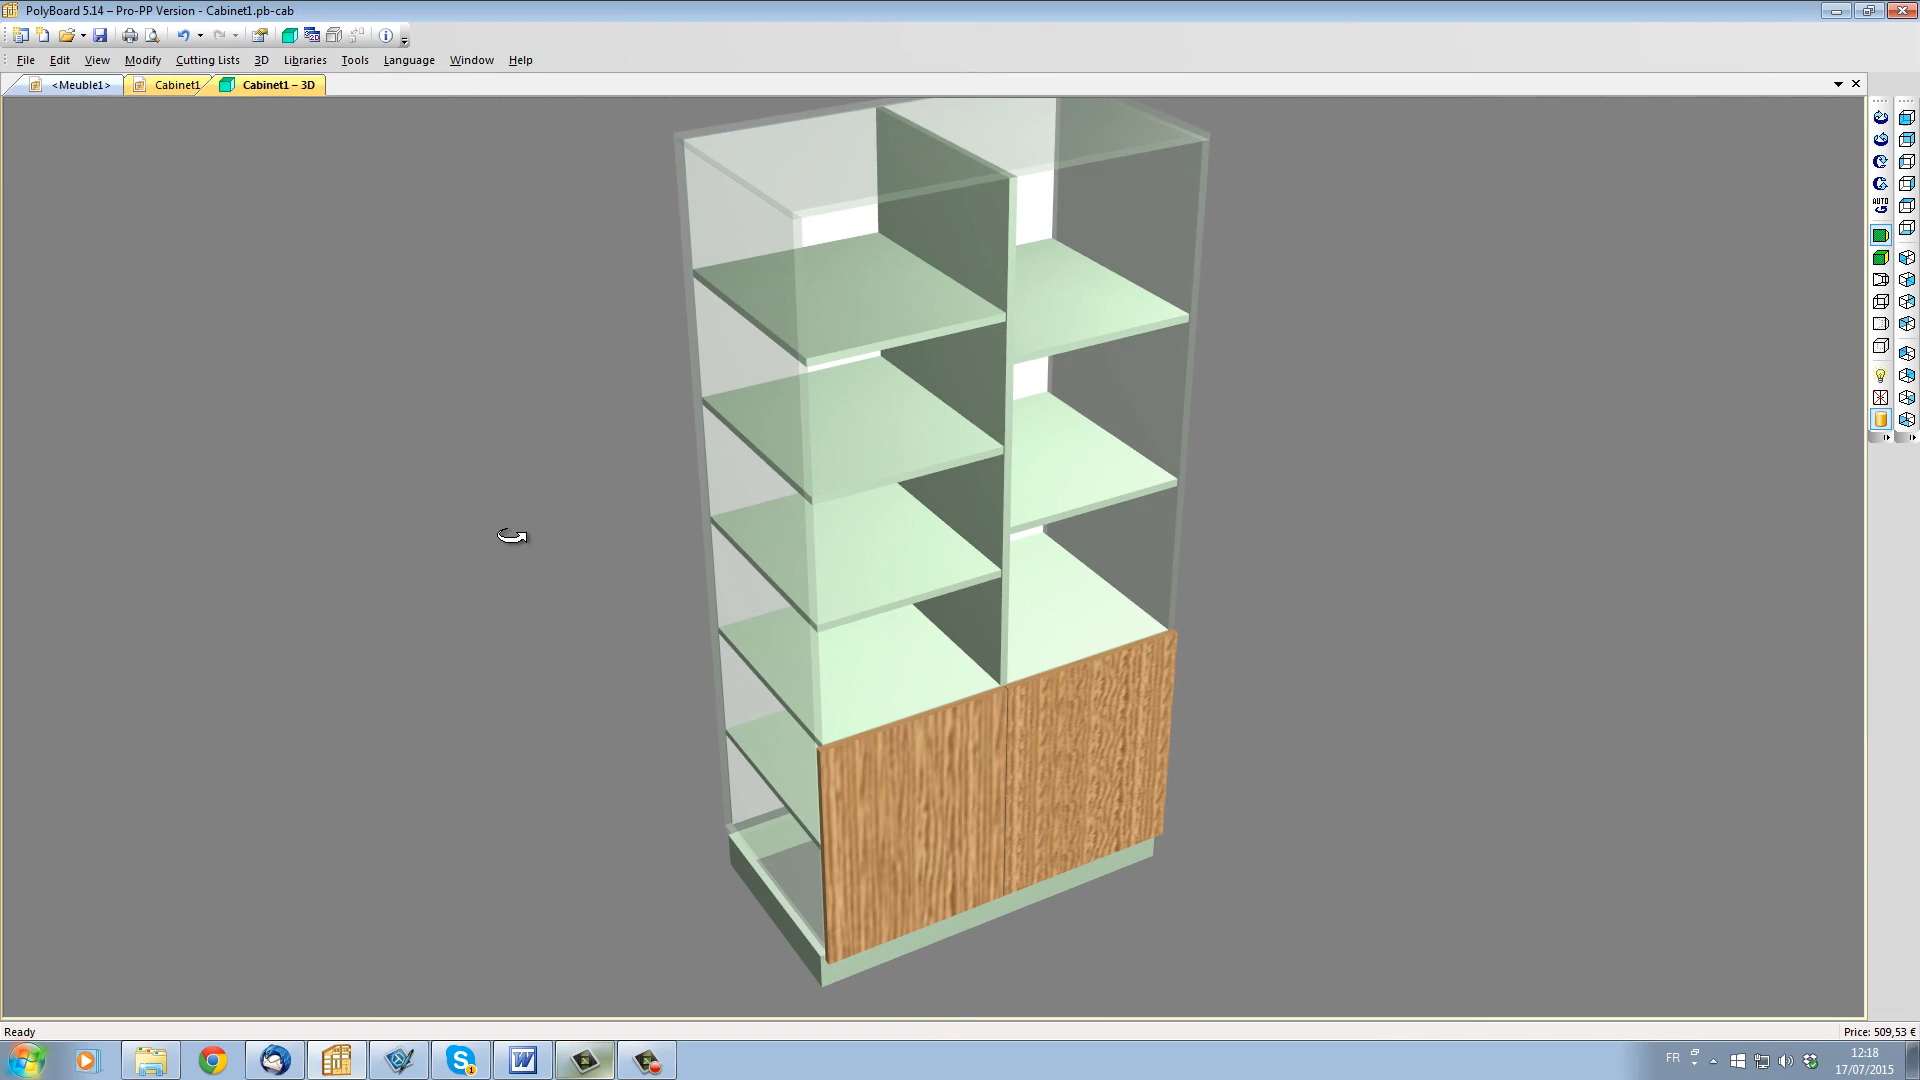 PolyBoard 5.14 – Pro-PP Version - Cabinet1.pb-cab
File Edit View Modify Cutting Lists 3D Libraries Tools Language Window Help
<Meuble1> Cabinet1 Cabinet1 – 3D
AUTO
Ready
Price: 509,53 €
FR
12:18
17/07/2015